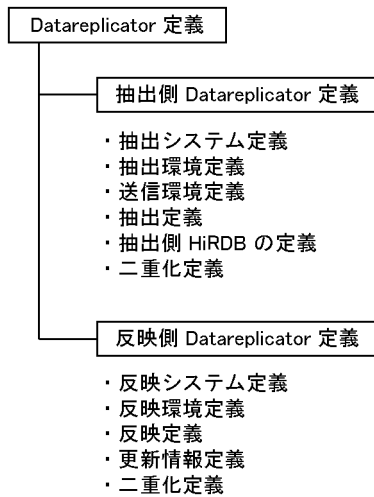 Datareplicator 定義
抽出側 Datareplicator 定義
・抽出システム定義
・抽出環境定義
・送信環境定義
・抽出定義
・抽出側 HiRDB の定義
・二重化定義
反映側 Datareplicator 定義
・反映システム定義
・反映環境定義
・反映定義
・更新情報定義
・二重化定義